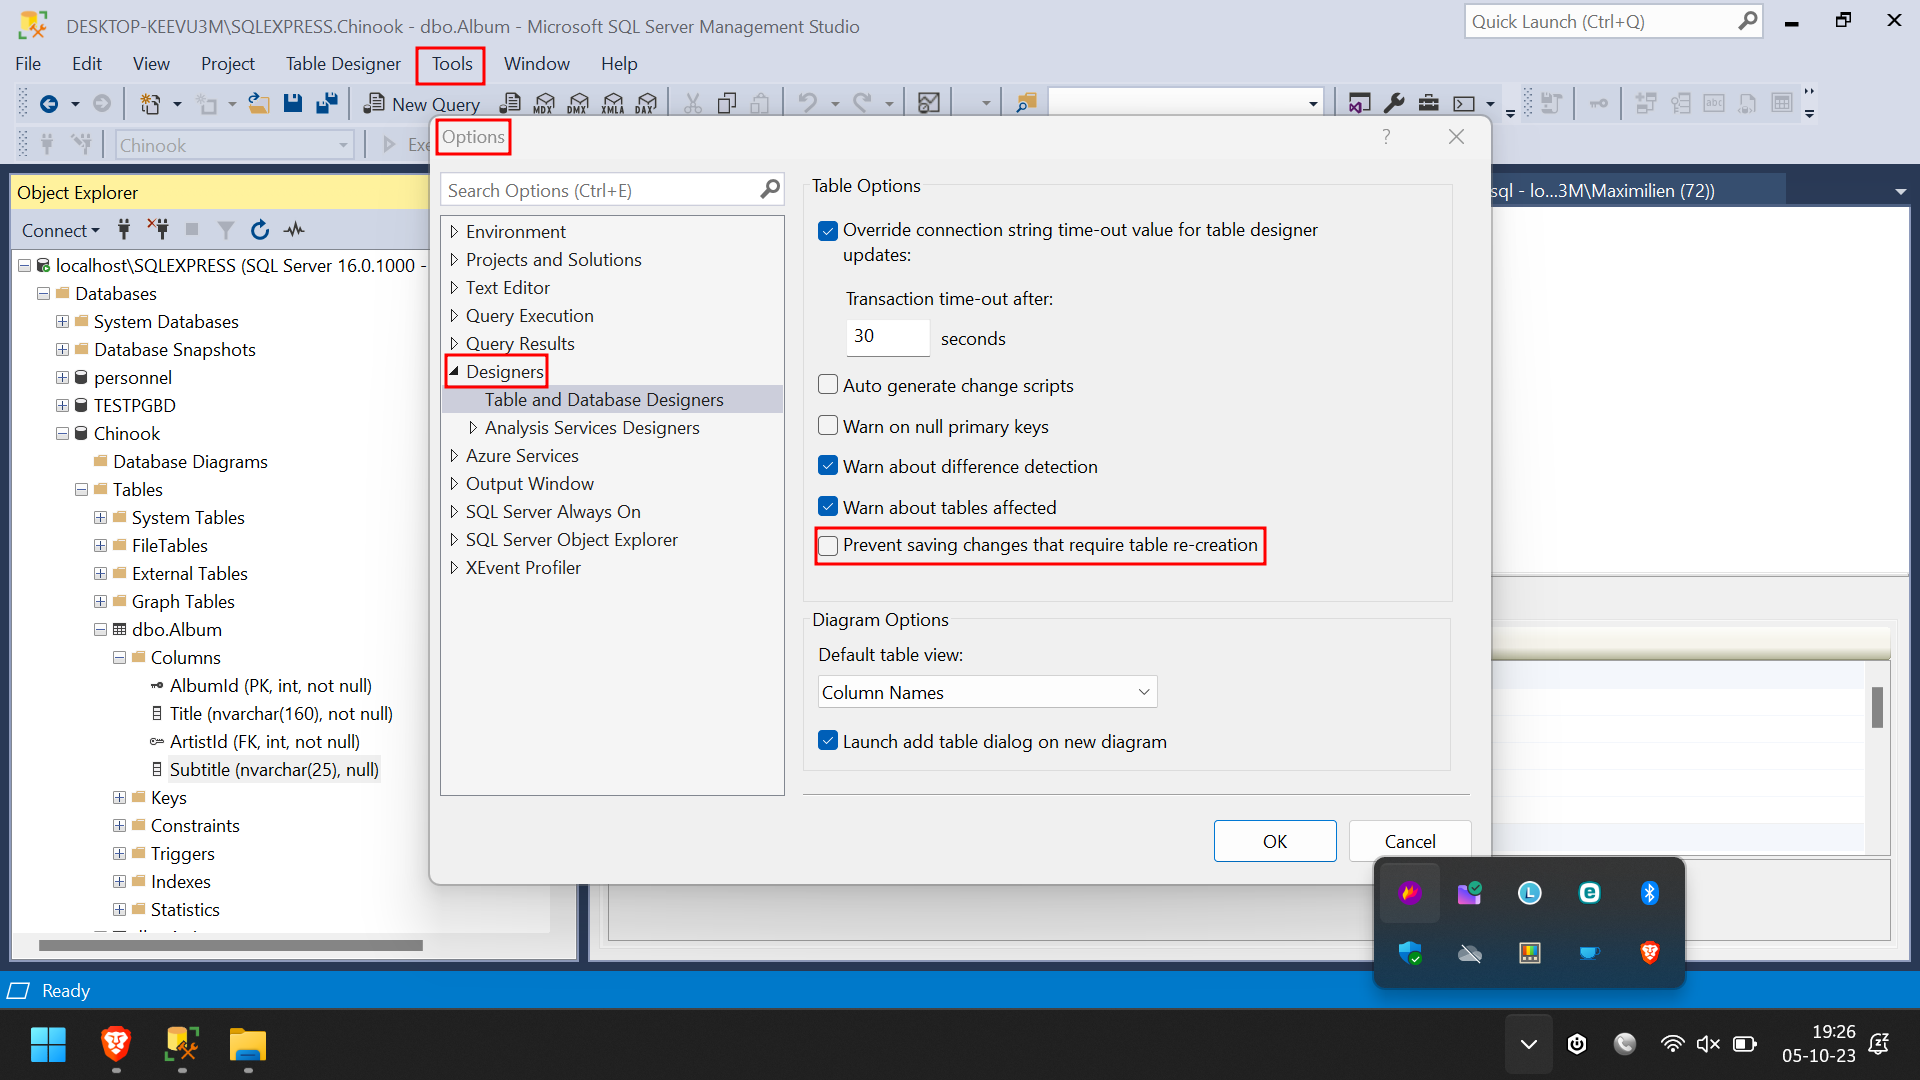 DESKTOP-KEEVU3M\SQLEXPRESS.Chinook - dbo.Album - Microsoft SQL Server Management Studio
Quick Launch (Ctrl+Q)
File Edit View Project Table Designer Tools Window Help
New Query MDX DMX XMLA DAX
abc
Chinook
Exe
Options
?
Object Explorer
sql - lo...3M\Maximilien (72))
Connect
localhost\SQLEXPRESS (SQL Server 16.0.1000 -
Databases
System Databases
Database Snapshots
personnel
TESTPGBD
Chinook
Database Diagrams
Tables
System Tables
FileTables
External Tables
Graph Tables
dbo.Album
Columns
AlbumId (PK, int, not null)
Title (nvarchar(160), not null)
ArtistId (FK, int, not null)
Subtitle (nvarchar(25), null)
Keys
Constraints
Triggers
Indexes
Statistics
Search Options (Ctrl+E)
Environment
Projects and Solutions
Text Editor
Query Execution
Query Results
Designers
Table and Database Designers
Analysis Services Designers
Azure Services
Output Window
SQL Server Always On
SQL Server Object Explorer
XEvent Profiler
Table Options
Override connection string time-out value for table designer
updates:
Transaction time-out after:
30 seconds
Auto generate change scripts
Warn on null primary keys
Warn about difference detection
Warn about tables affected
Prevent saving changes that require table re-creation
Diagram Options
Default table view:
Column Names
Launch add table dialog on new diagram
OK Cancel
L
Ready
19:26
05-10-23